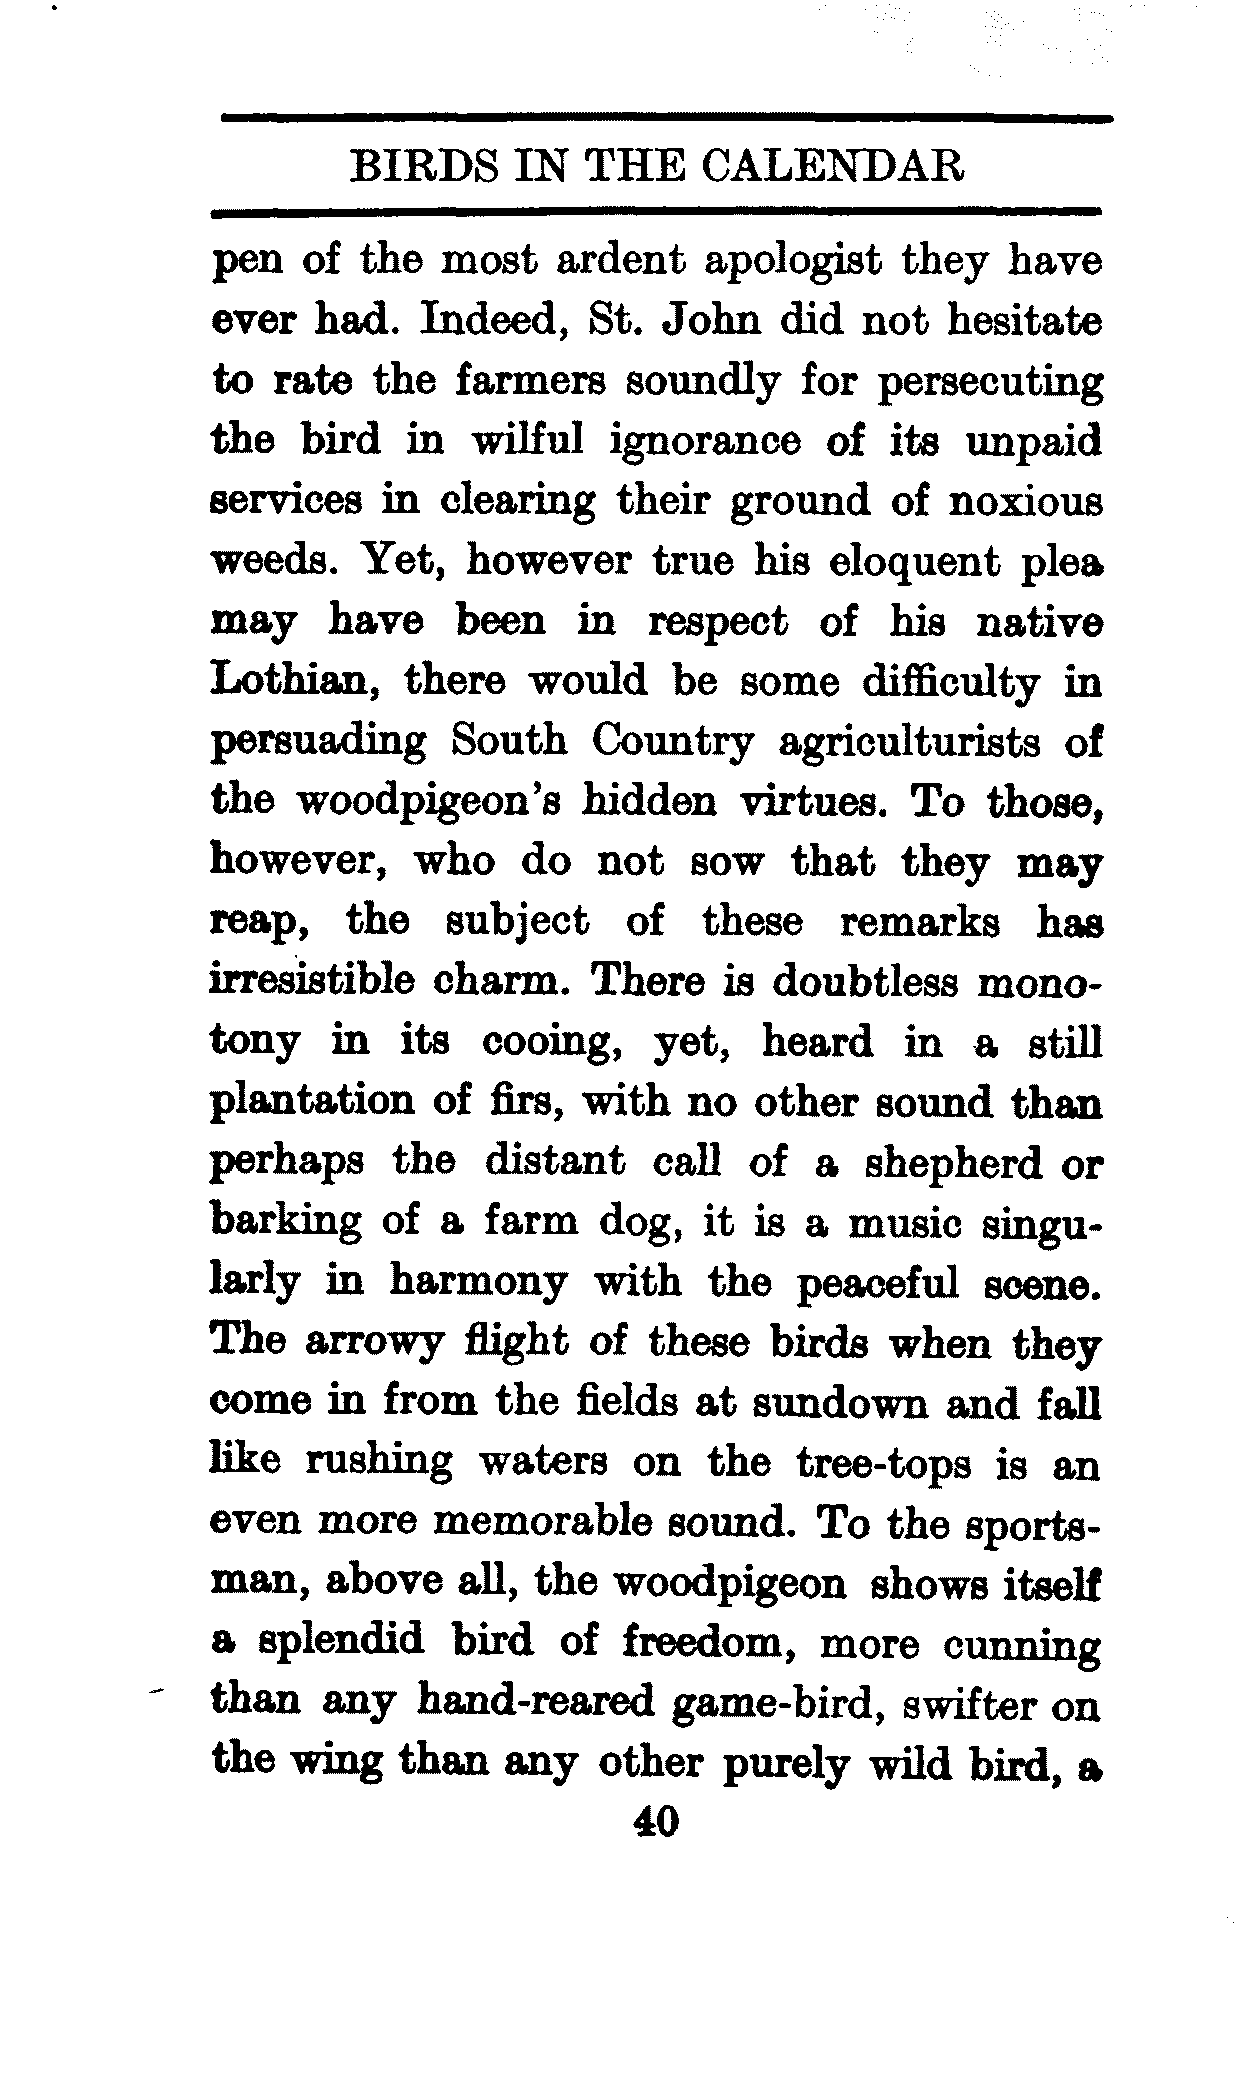 BIRDS IN THE CALENDAR
pen of the most ardent apologist they have
ever had. Indeed, St. John did not hesitate
to rate the farmers soundly for persecuting
the bird in wilful ignorance of its unpaid
services in clearing their ground of noxious
weeds. Yet, however true his eloquent plea
may have been in respect of his native
Lothian, there would be some difficulty in
persuading South Country agriculturists of
the woodpigeon's hidden virtues. To those,
however, who do not sow that they may
reap, the subject of these remarks has
irresistible charm. There is doubtless mono-
tony in its cooing, yet, heard in a still
plantation of firs, with no other sound than
perhaps the distant call of a shepherd or
barking of a farm dog, it is a music singu-
larly in harmony with the peaceful scene.
The arrowy flight of these birds when they
come in from the fields at sundown and fall
like rushing waters on the tree-tops is an
even more memorable sound. To the sports-
man, above all, the woodpigeon shows itself
a splendid bird of freedom, more cunning
than any hand-reared game-bird, swifter on
the wing than any other purely wild bird, a
40